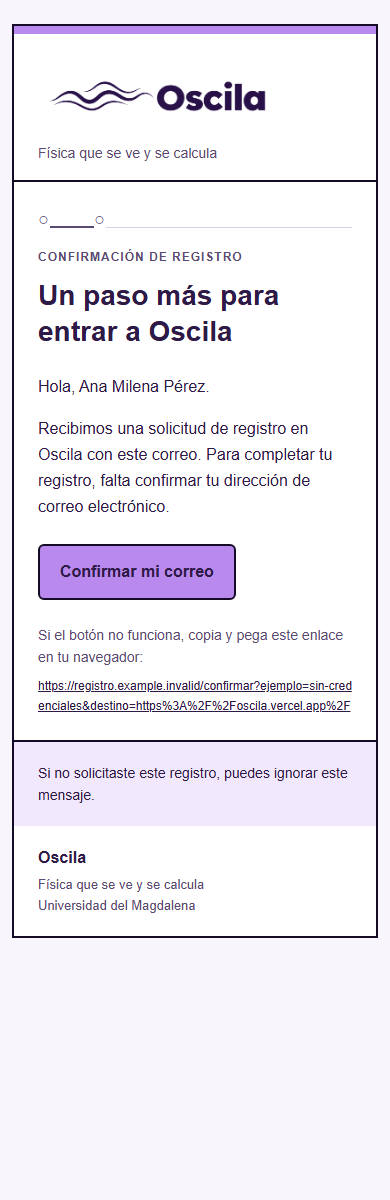 Oscila
Física que se ve y se calcula
CONFIRMACIÓN DE REGISTRO
Un paso más para
entrar a Oscila
Hola, Ana Milena Pérez.
Recibimos una solicitud de registro en
Oscila con este correo. Para completar tu
registro, falta confirmar tu dirección de
correo electrónico.
Confirmar mi correo
Si el botón no funciona, copia y pega este enlace
en tu navegador:
https://registro.example.invalid/confirmar?ejemplo=sin-cred
enciales&destino=https%3A%2F%2Foscila.vercel.app%2F
Si no solicitaste este registro, puedes ignorar este
mensaje.
Oscila
Física que se ve y se calcula
Universidad del Magdalena